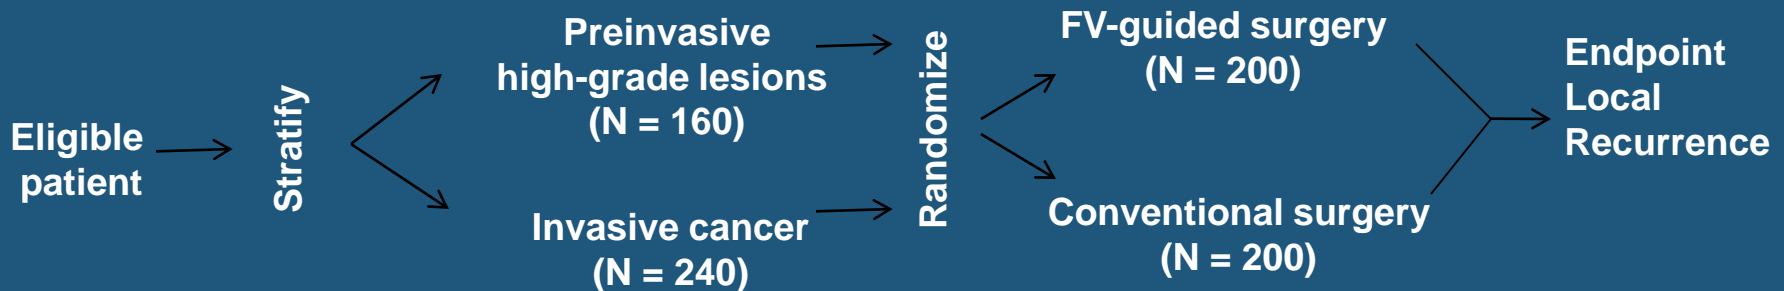 Eligible
patient
Stratify
Preinvasive
high-grade lesions
(N = 160)
Invasive cancer
(N = 240)
Randomize
FV-guided surgery
(N = 200)
Conventional surgery
(N = 200)
Endpoint
Local
Recurrence